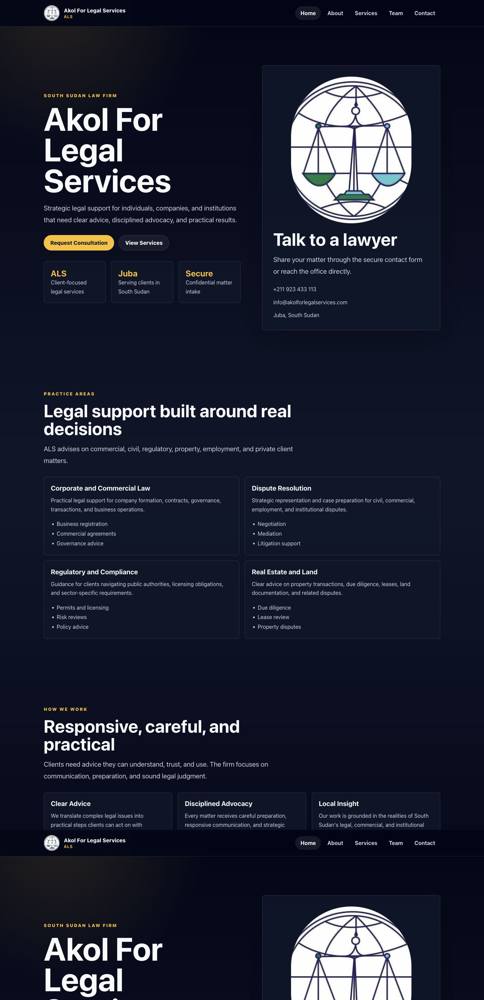 Akol For Legal Services
ALS
Home
About
Services
Team
Contact
SOUTH SUDAN LAW FIRM
Akol For
Legal
Services
Strategic legal support for individuals, companies, and institutions
that need clear advice, disciplined advocacy, and practical results.
Request Consultation
View Services
ALS
Client-focused
legal services
Juba
Serving clients in
South Sudan
Secure
Confidential matter
intake
Talk to a lawyer
Share your matter through the secure contact form
or reach the office directly.
+211 923 433 113
info@akolforlegalservices.com
Juba, South Sudan
PRACTICE AREAS
Legal support built around real
decisions
ALS advises on commercial, civil, regulatory, property, employment, and private client
matters.
Corporate and Commercial Law
Practical legal support for company formation, contracts, governance,
transactions, and business operations.
• Business registration
• Commercial agreements
• Governance advice
Dispute Resolution
Strategic representation and case preparation for civil, commercial,
employment, and institutional disputes.
• Negotiation
• Mediation
• Litigation support
Regulatory and Compliance
Guidance for clients navigating public authorities, licensing obligations,
and sector-specific requirements.
• Permits and licensing
• Risk reviews
• Policy advice
Real Estate and Land
Clear advice on property transactions, due diligence, leases, land
documentation, and related disputes.
• Due diligence
• Lease review
• Property disputes
HOW WE WORK
Responsive, careful, and
practical
Clients need advice they can understand, trust, and use. The firm focuses on
communication, preparation, and sound legal judgment.
Clear Advice
We translate complex legal issues into
practical steps clients can act on with
Disciplined Advocacy
Every matter receives careful preparation,
responsive communication, and strategic
Local Insight
Our work is grounded in the realities of South
Sudan's legal, commercial, and institutional
Akol For Legal Services
ALS
Home
About
Services
Team
Contact
SOUTH SUDAN LAW FIRM
Akol For
Legal